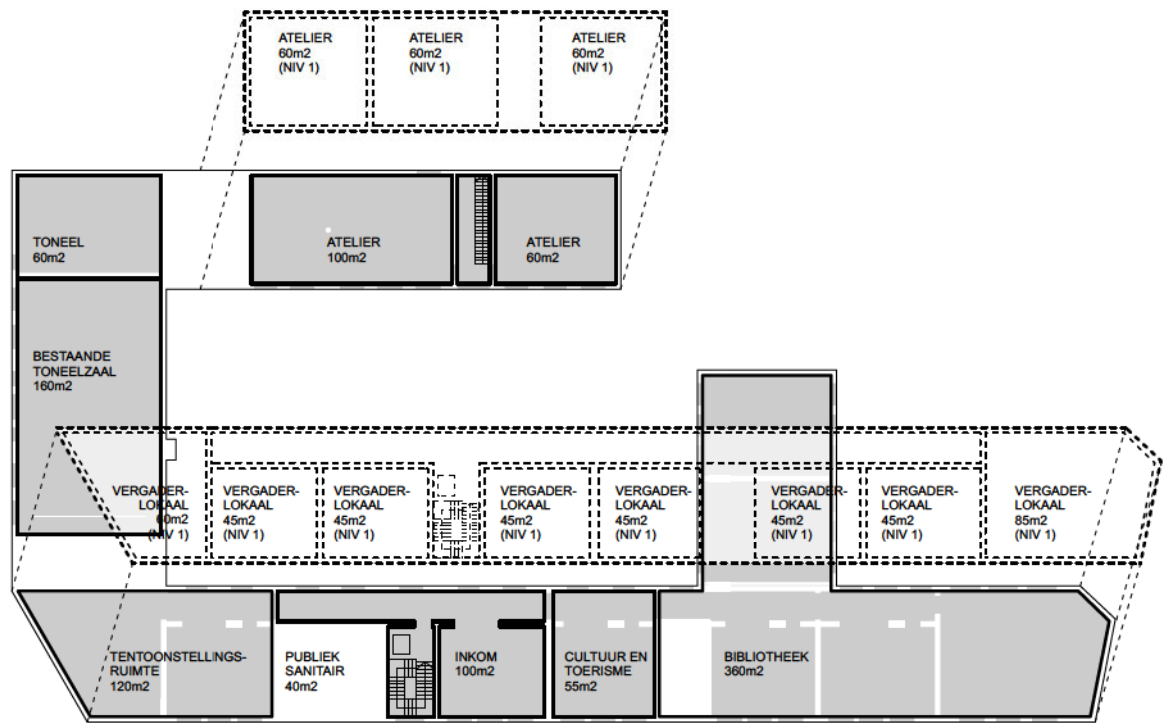 ATELIER
60m2
(NIV 1)
ATELIER
60m2
(NIV 1)
ATELIER
60m2
(NIV 1)
TONEEL
60m2
ATELIER
100m2
ATELIER
60m2
BESTAANDE
TONEELZAAL
160m2
VERGADER-
LOKAAL
60m2
(NIV 1)
VERGADER-
LOKAAL
45m2
(NIV 1)
VERGADER-
LOKAAL
45m2
(NIV 1)
VERGADER-
LOKAAL
45m2
(NIV 1)
VERGADER-
LOKAAL
45m2
(NIV 1)
VERGADER-
LOKAAL
45m2
(NIV 1)
VERGADER-
LOKAAL
45m2
(NIV 1)
VERGADER-
LOKAAL
85m2
(NIV 1)
TENTOONSTELLINGS-
RUIMTE
120m2
PUBLIEK
SANITAIR
40m2
INKOM
100m2
CULTUUR EN
TOERISME
55m2
BIBLIOTHEEK
360m2